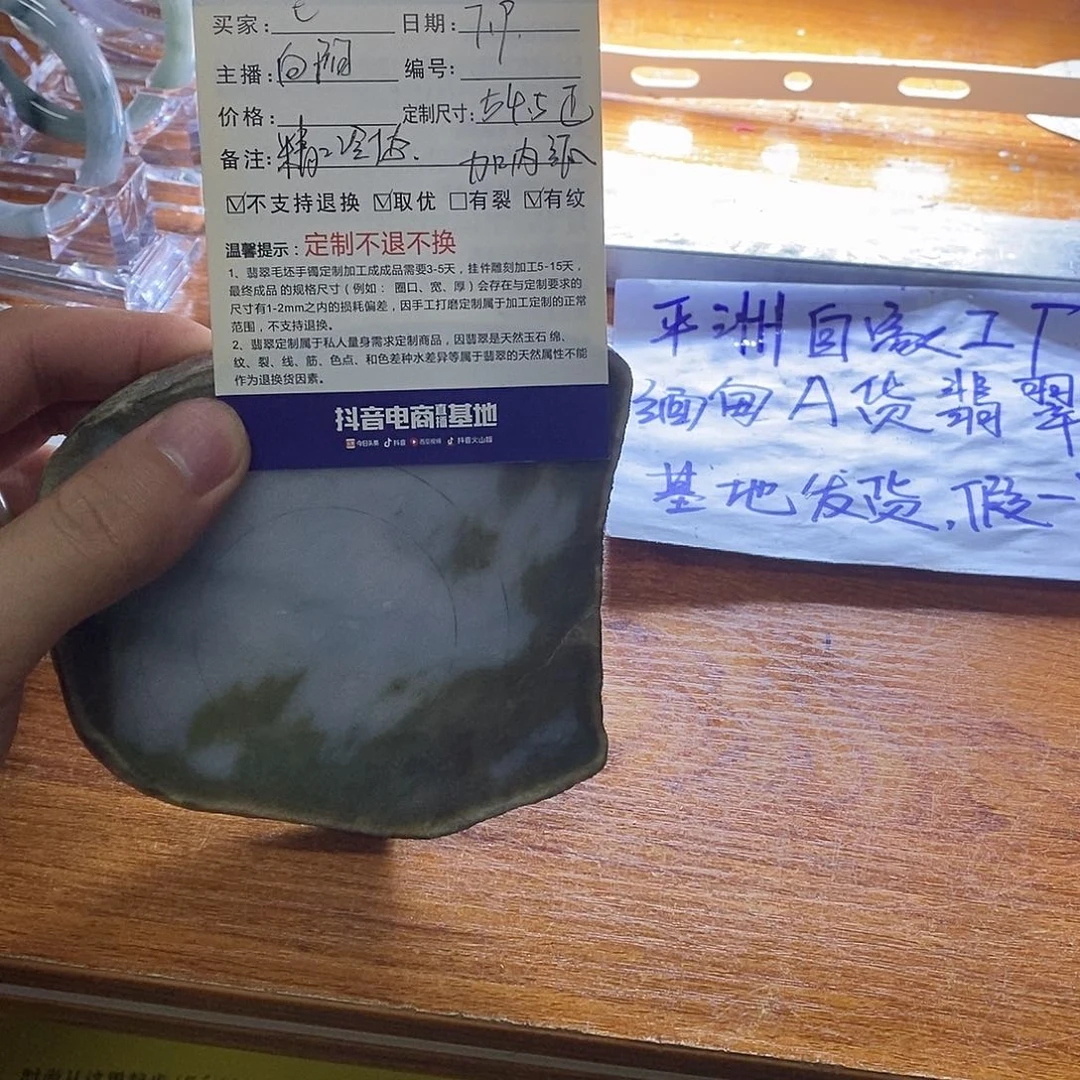 买家: 日期: 7.9.
主播: 白 编号:
价格: 定制尺寸: 54.5正
备注: 精工
☑不支持退换 ☑取优 ☐有裂 ☑有纹
温馨提示：定制不退不换
1、翡翠毛坯手镯定制加工成成品需要3-5天，挂件雕刻加工5-15天，
最终成品的规格尺寸（例如：圈口、宽、厚）会存在与定制要求的
尺寸有1-2mm之内的损耗偏差，因手工打磨定制属于加工定制的正常
范围，不支持退换。
2、翡翠定制属于私人量身需求定制商品，因翡翠是天然玉石 绵、
纹、裂、线、筋、色点、和色差种水差异等属于翡翠的天然属性不能
作为退换货因素。
抖音电商直播基地
今日头条 抖音 西瓜视频 抖音火山版
平洲自家工厂
缅甸A货翡翠
基地发货,假一